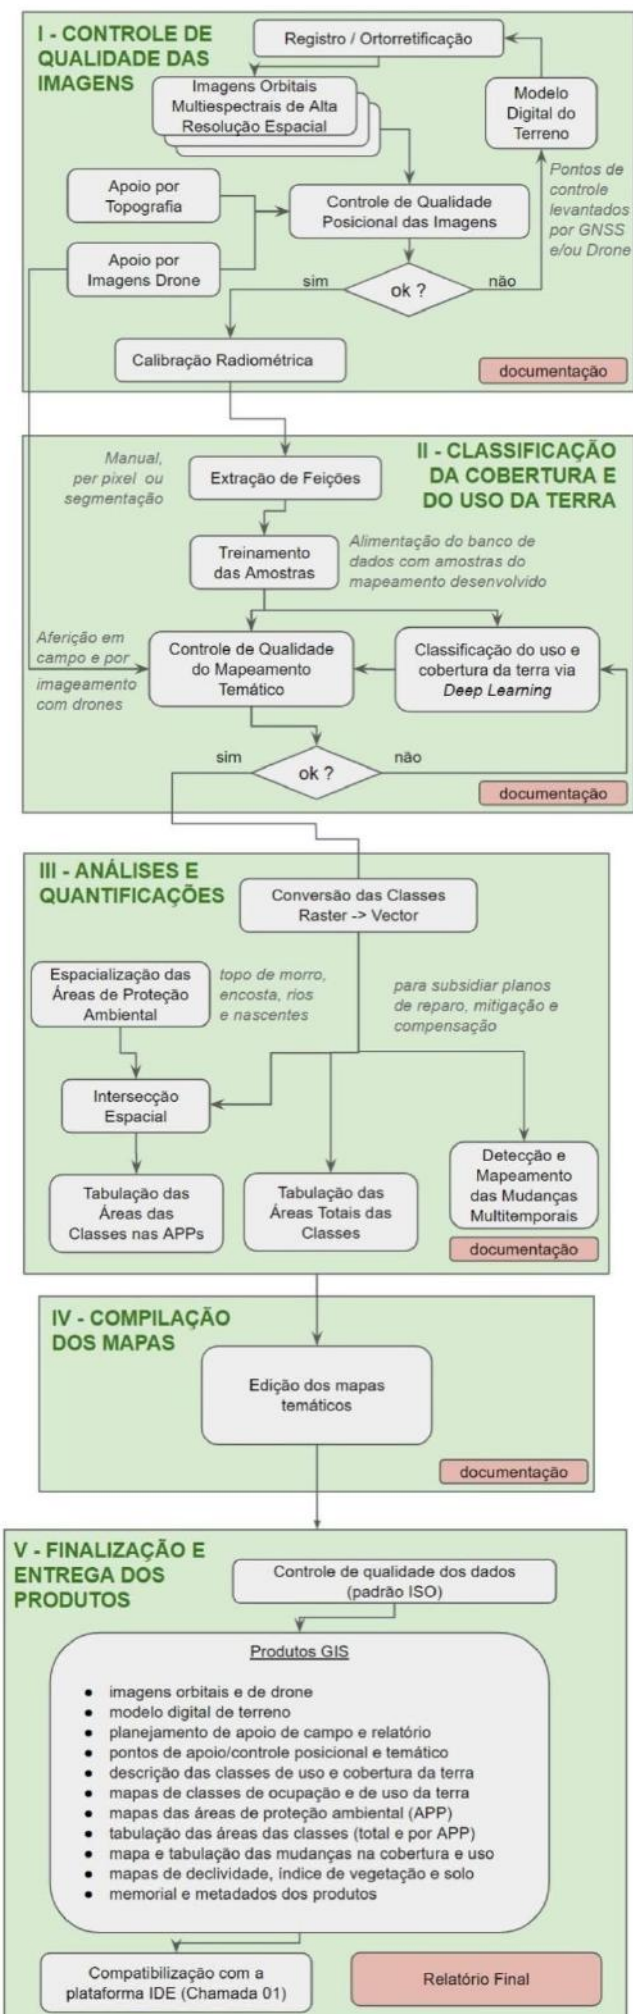 I - CONTROLE DE
QUALIDADE DAS
IMAGENS
Registro / Ortorretificação
Imagens Orbitais
Multiespectrais de Alta
Resolução Espacial
Modelo
Digital do
Terreno
Apoio por
Topografia
Controle de Qualidade
Posicional das Imagens
Pontos de
controle
levantados
por GNSS
e/ou Drone
Apoio por
Imagens Drone
sim
ok ?
não
Calibração Radiométrica
documentação
II - CLASSIFICAÇÃO
DA COBERTURA E
DO USO DA TERRA
Manual,
per pixel ou
segmentação
Extração de Feições
Treinamento
das Amostras
Alimentação do banco de
dados com amostras do
mapeamento desenvolvido
Aferição em
campo e por
imageamento
com drones
Controle de Qualidade
do Mapeamento
Temático
Classificação do uso e
cobertura da terra via
Deep Learning
sim
ok ?
não
documentação
III - ANÁLISES E
QUANTIFICAÇÕES
Conversão das Classes
Raster -> Vector
Espacialização das
Áreas de Proteção
Ambiental
topo de morro,
encosta, rios
e nascentes
para subsidiar planos
de reparo, mitigação e
compensação
Intersecção
Espacial
Tabulação das
Áreas das
Classes nas APPs
Tabulação das
Áreas Totais das
Classes
Detecção e
Mapeamento
das Mudanças
Multitemporais
documentação
IV - COMPILAÇÃO
DOS MAPAS
Edição dos mapas
temáticos
documentação
V - FINALIZAÇÃO E
ENTREGA DOS
PRODUTOS
Controle de qualidade dos dados
(padrão ISO)
Produtos GIS
● imagens orbitais e de drone
● modelo digital de terreno
● planejamento de apoio de campo e relatório
● pontos de apoio/controle posicional e temático
● descrição das classes de uso e cobertura da terra
● mapas de classes de ocupação e de uso da terra
● mapas das áreas de proteção ambiental (APP)
● tabulação das áreas das classes (total e por APP)
● mapa e tabulação das mudanças na cobertura e uso
● mapas de declividade, índice de vegetação e solo
● memorial e metadados dos produtos
Compatibilização com a
plataforma IDE (Chamada 01)
Relatório Final